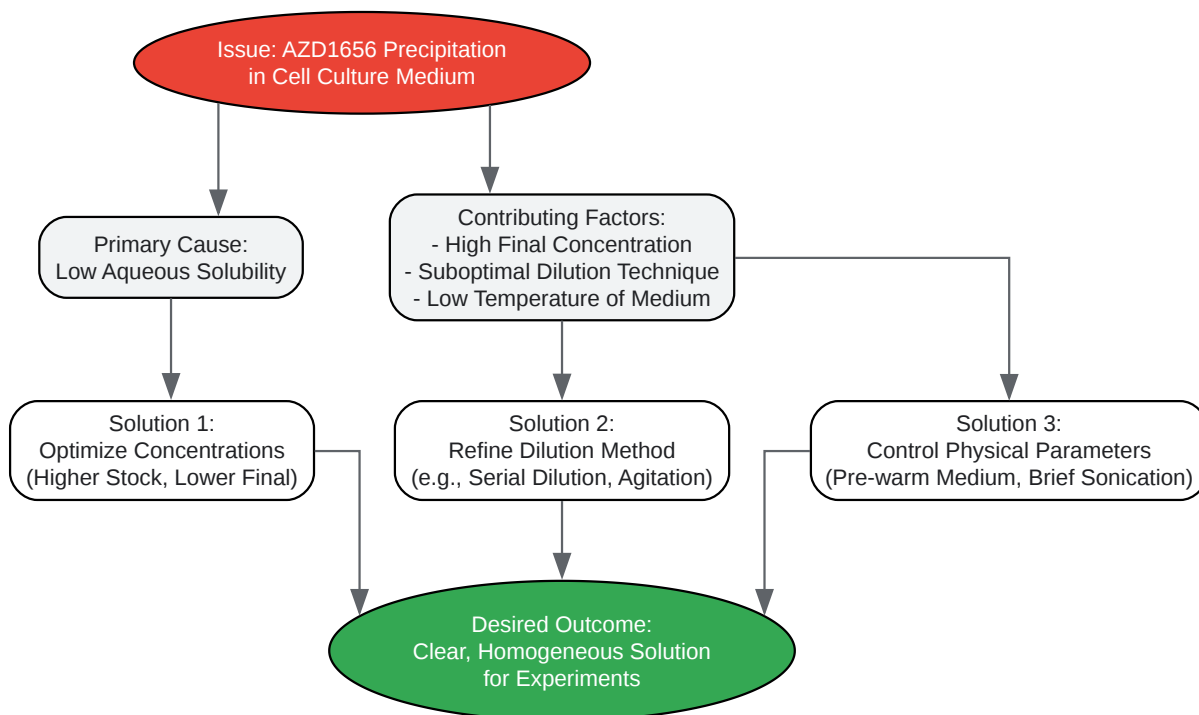 Issue: AZD1656 Precipitation
in Cell Culture Medium
Primary Cause:
Low Aqueous Solubility
Contributing Factors:
- High Final Concentration
- Suboptimal Dilution Technique
- Low Temperature of Medium
Solution 1:
Optimize Concentrations
(Higher Stock, Lower Final)
Solution 2:
Refine Dilution Method
(e.g., Serial Dilution, Agitation)
Solution 3:
Control Physical Parameters
(Pre-warm Medium, Brief Sonication)
Desired Outcome:
Clear, Homogeneous Solution
for Experiments